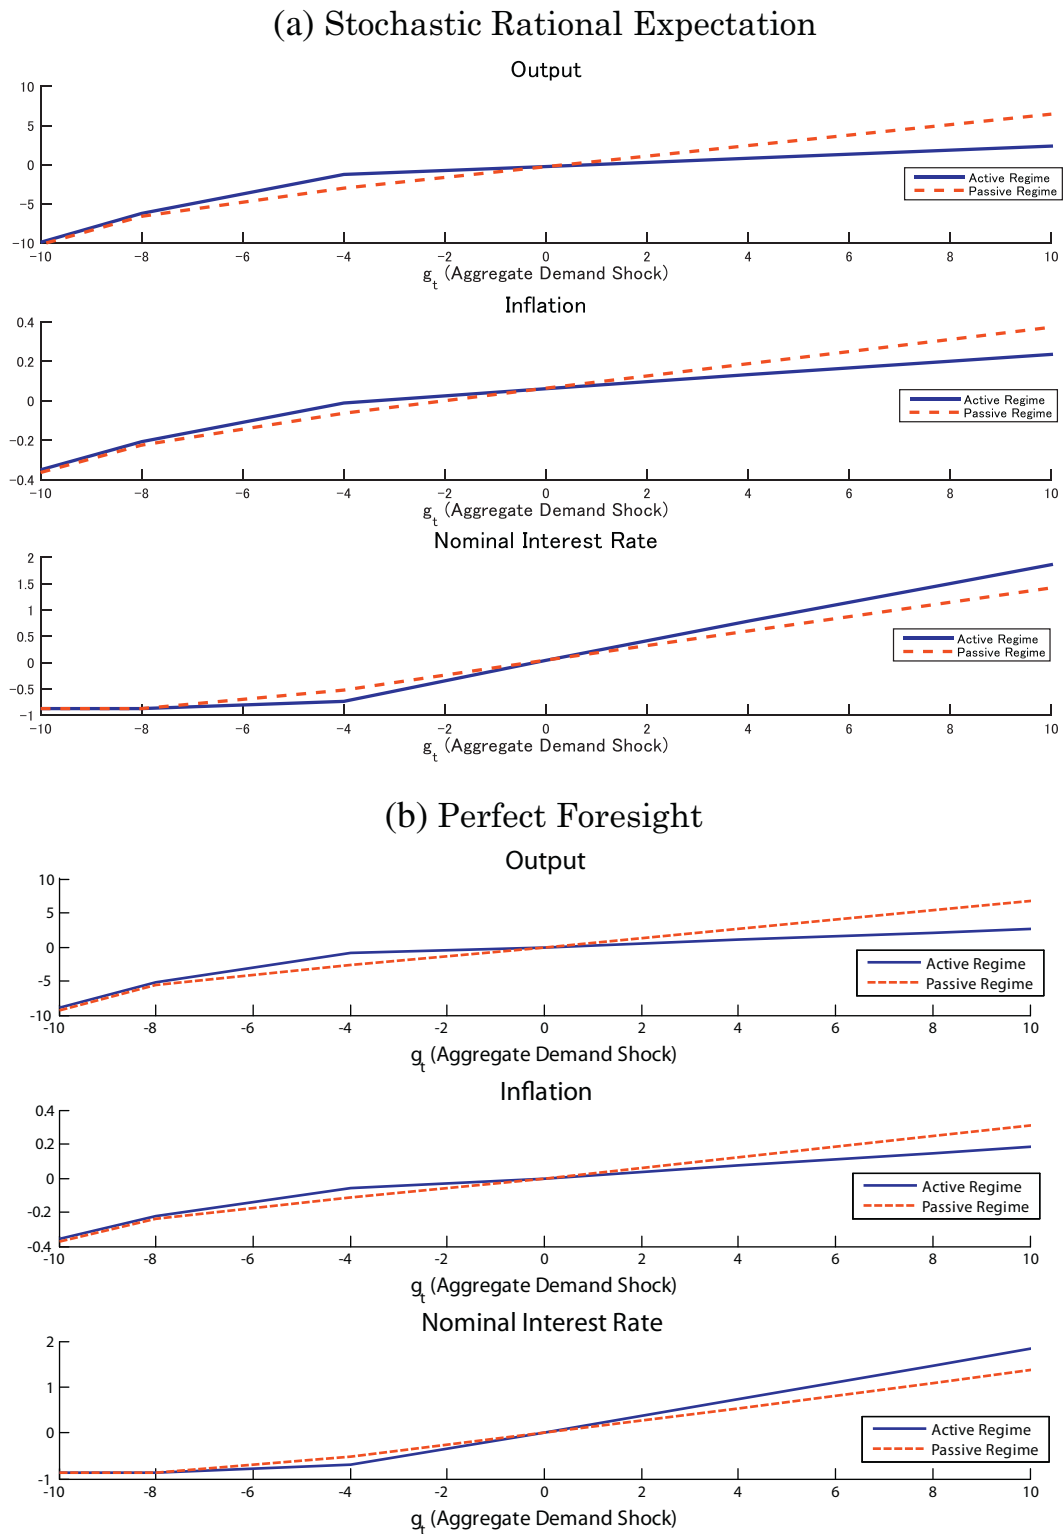 (a) Stochastic Rational Expectation
Output
10
5
0
−5
−10
−10 −8 −6 −4 −2 0 2 4 6 8 10
g_t (Aggregate Demand Shock)
Active Regime
Passive Regime
Inflation
0.4
0.2
0
−0.2
−0.4
−10 −8 −6 −4 −2 0 2 4 6 8 10
g_t (Aggregate Demand Shock)
Active Regime
Passive Regime
Nominal Interest Rate
2
1.5
1
0.5
0
−0.5
−1
−10 −8 −6 −4 −2 0 2 4 6 8 10
g_t (Aggregate Demand Shock)
Active Regime
Passive Regime
(b) Perfect Foresight
Output
10
5
0
-5
-10
-10 -8 -6 -4 -2 0 2 4 6 8 10
g_t (Aggregate Demand Shock)
Active Regime
Passive Regime
Inflation
0.4
0.2
0
-0.2
-0.4
-10 -8 -6 -4 -2 0 2 4 6 8 10
g_t (Aggregate Demand Shock)
Active Regime
Passive Regime
Nominal Interest Rate
2
1
0
-1
-10 -8 -6 -4 -2 0 2 4 6 8 10
g_t (Aggregate Demand Shock)
Active Regime
Passive Regime